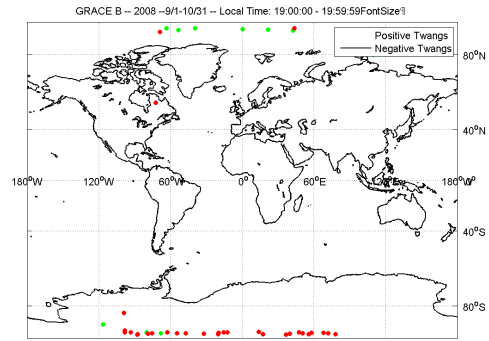 GRACE B -- 2008 --9/1-10/31 -- Local Time: 19:00:00 - 19:59:59FontSize¶
Positive Twangs
Negative Twangs
80°N
40°N
180°W 120°W 60°W 0° 60°E 120°E 180°W
40°S
80°S